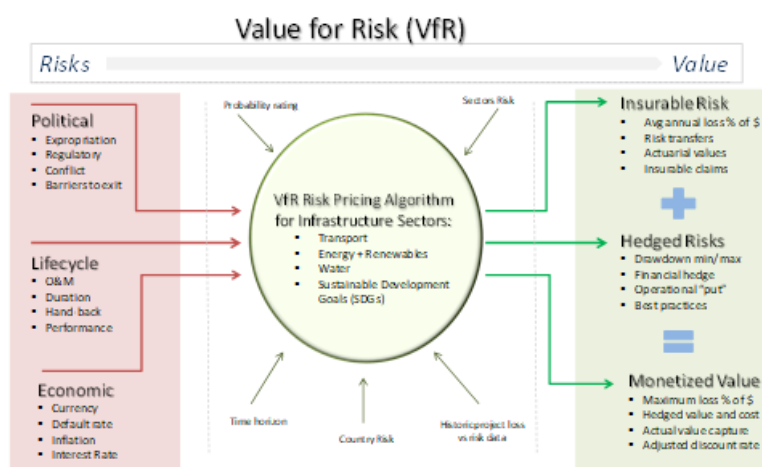 Value for Risk (VfR)
Risks
Value
Political
▪ Expropriation
▪ Regulatory
▪ Conflict
▪ Barriers to exit
Lifecycle
▪ O&M
▪ Duration
▪ Hand-back
▪ Performance
Economic
▪ Currency
▪ Default rate
▪ Inflation
▪ Interest Rate
Probability rating
Sectors Risk
VfR Risk Pricing Algorithm
for Infrastructure Sectors:
▪ Transport
▪ Energy + Renewables
▪ Water
▪ Sustainable Development
Goals (SDGs)
Time horizon
Country Risk
Historic project loss
vs risk data
Insurable Risk
▪ Avg annual loss % of $
▪ Risk transfers
▪ Actuarial values
▪ Insurable claims
Hedged Risks
▪ Drawdown min/max
▪ Financial hedge
▪ Operational "put"
▪ Best practices
Monetized Value
▪ Maximum loss % of $
▪ Hedged value and cost
▪ Actual value capture
▪ Adjusted discount rate